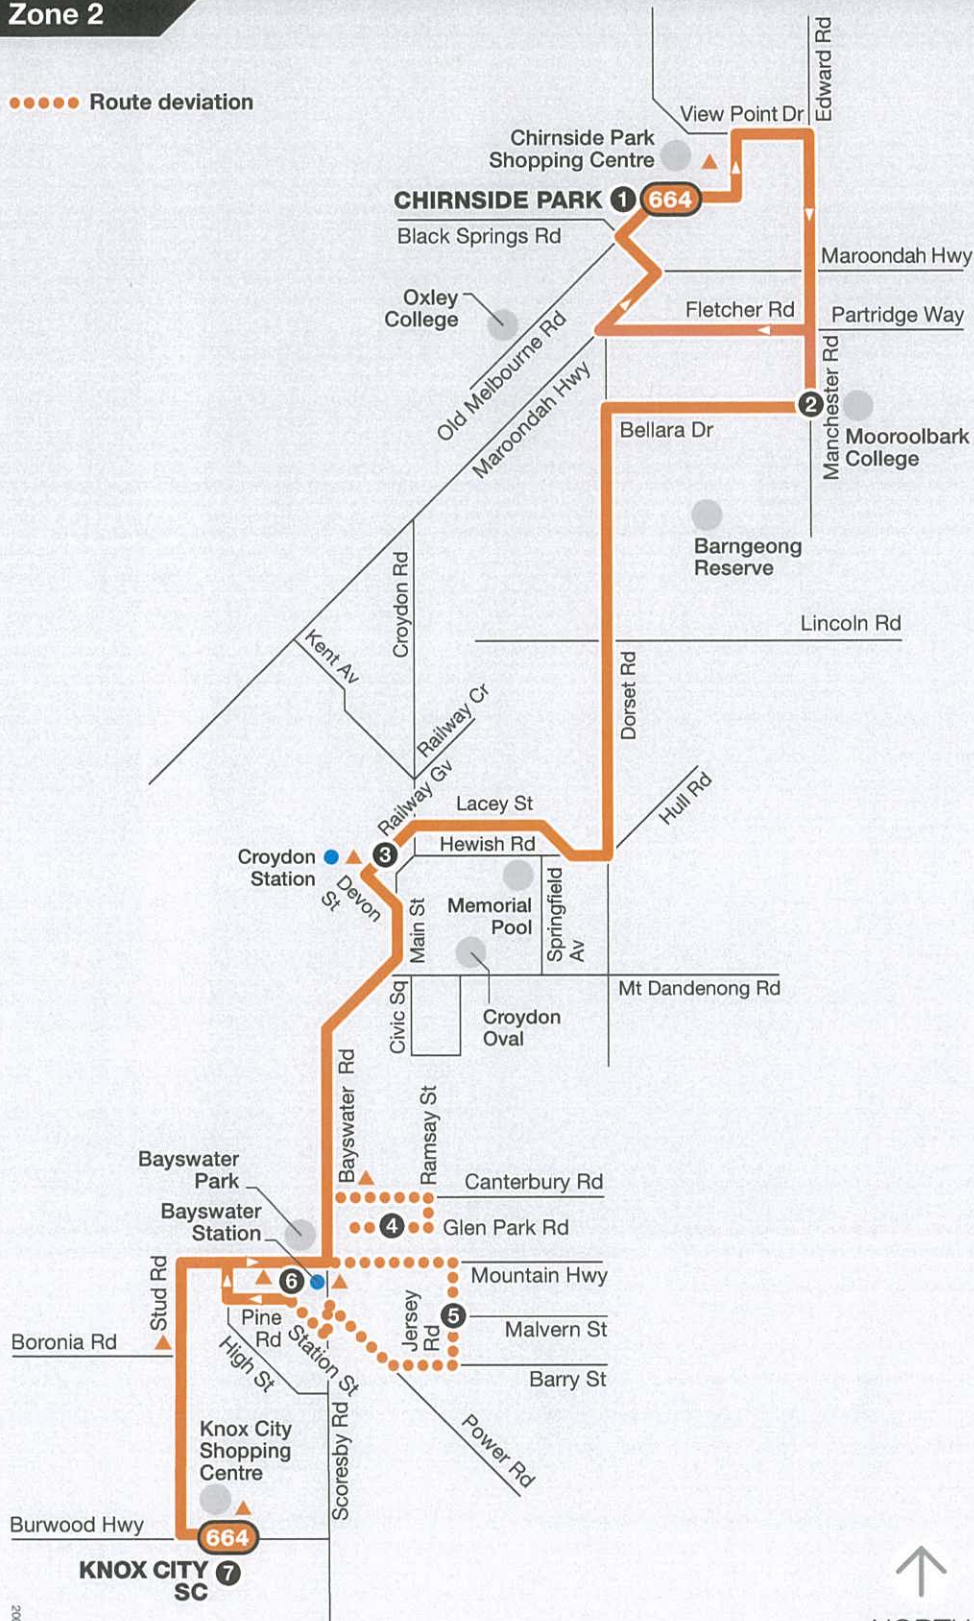 Zone 2
Route deviation
Edward Rd
View Point Dr
Chirnside Park
Shopping Centre
CHIRNSIDE PARK 1 664
Black Springs Rd
Maroondah Hwy
Oxley
College
Fletcher Rd
Partridge Way
Old Melbourne Rd
Maroondah Hwy
Manchester Rd
2
Bellara Dr
Mooroolbark
College
Barngeong
Reserve
Croydon Rd
Lincoln Rd
Kent Av
Dorset Rd
Railway Cr
Railway Gv
Hull Rd
Lacey St
Hewish Rd
3
Croydon
Station
Devon
St
Main St
Memorial
Pool
Springfield
Av
Mt Dandenong Rd
Civic Sq
Croydon
Oval
Bayswater Rd
Ramsay St
Bayswater
Park
Canterbury Rd
Bayswater
Station
4
Glen Park Rd
Stud Rd
6
Mountain Hwy
Jersey
Rd
5
Pine
Rd
Station St
Malvern St
Boronia Rd
High St
Barry St
Knox City
Shopping
Centre
Scoresby Rd
Power Rd
Burwood Hwy
664
KNOX CITY 7
SC